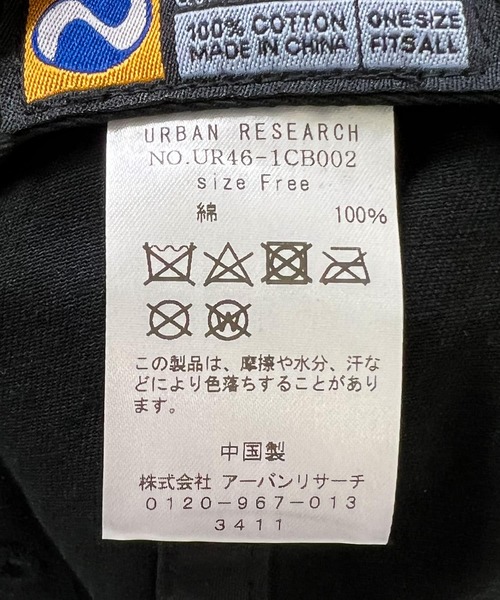 100% COTTON
MADE IN CHINA
ONE SIZE
FITS ALL
URBAN RESEARCH
NO.UR46-1CB002
size Free
綿 100%
W
この製品は、摩擦や水分、汗な
どにより色落ちすることがあり
ます。
中国製
株式会社 アーバンリサーチ
0120-967-013
3411